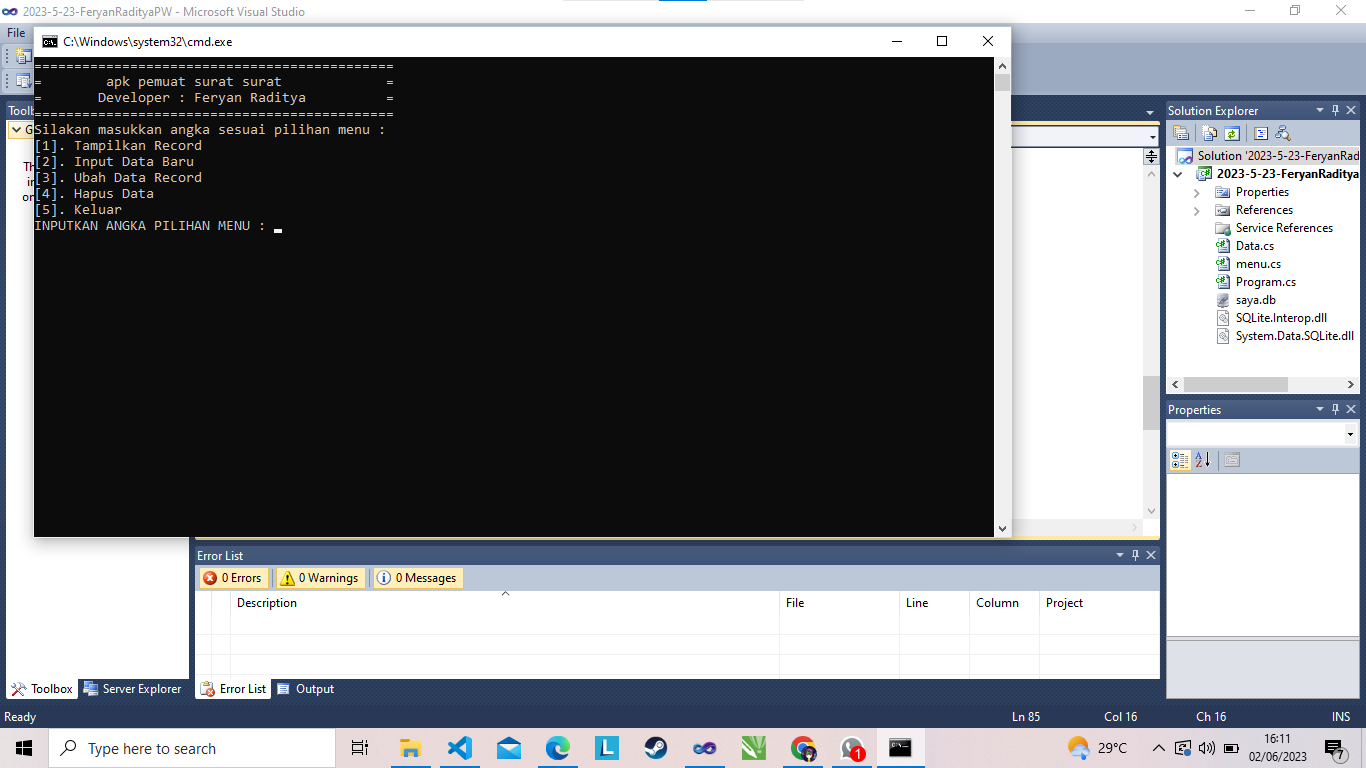 2023-5-23-FeryanRadityaPW - Microsoft Visual Studio
File
C:\Windows\system32\cmd.exe
=============================================
= apk pemuat surat surat =
= Developer : Feryan Raditya =
=============================================
Silakan masukkan angka sesuai pilihan menu :
[1]. Tampilkan Record
[2]. Input Data Baru
[3]. Ubah Data Record
[4]. Hapus Data
[5]. Keluar
INPUTKAN ANGKA PILIHAN MENU :
Solution Explorer
Solution '2023-5-23-FeryanRad
2023-5-23-FeryanRaditya
Properties
References
Service References
Data.cs
menu.cs
Program.cs
saya.db
SQLite.Interop.dll
System.Data.SQLite.dll
Properties
Error List
0 Errors
0 Warnings
0 Messages
Description
File
Line
Column
Project
Toolbox
Server Explorer
Error List
Output
Ready
Ln 85
Col 16
Ch 16
INS
Type here to search
1
29°C
16:11
02/06/2023
7